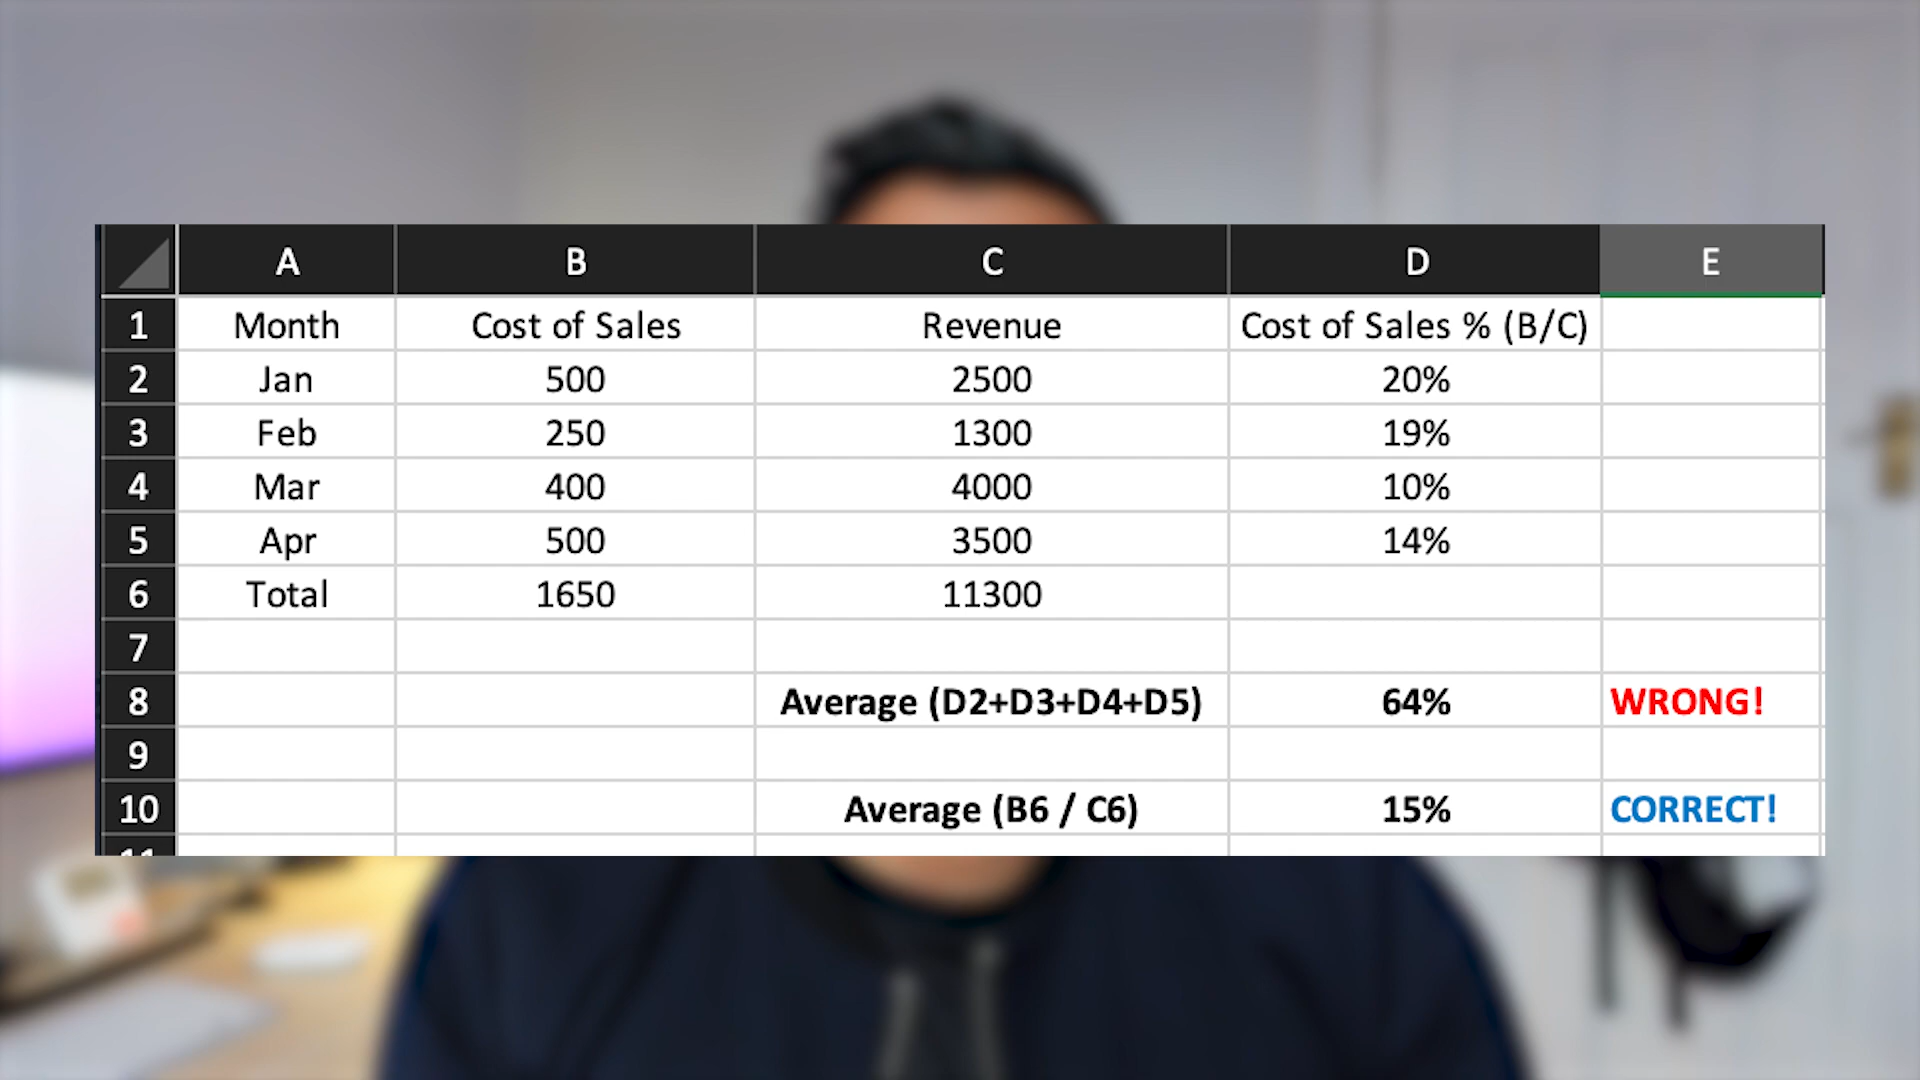 A B C D E
1 Month Cost of Sales Revenue Cost of Sales % (B/C)
2 Jan 500 2500 20%
3 Feb 250 1300 19%
4 Mar 400 4000 10%
5 Apr 500 3500 14%
6 Total 1650 11300
7
8 Average (D2+D3+D4+D5) 64% WRONG!
9
10 Average (B6 / C6) 15% CORRECT!